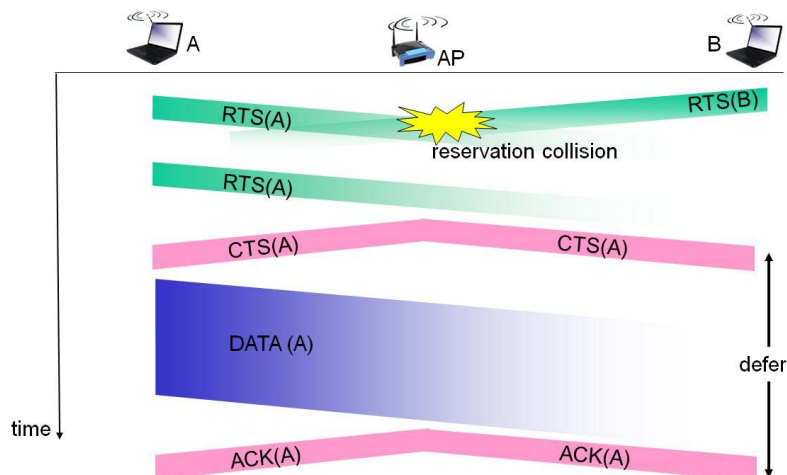 A
AP
B
RTS(A)
RTS(B)
reservation collision
RTS(A)
CTS(A)
CTS(A)
DATA (A)
defer
time
ACK(A)
ACK(A)